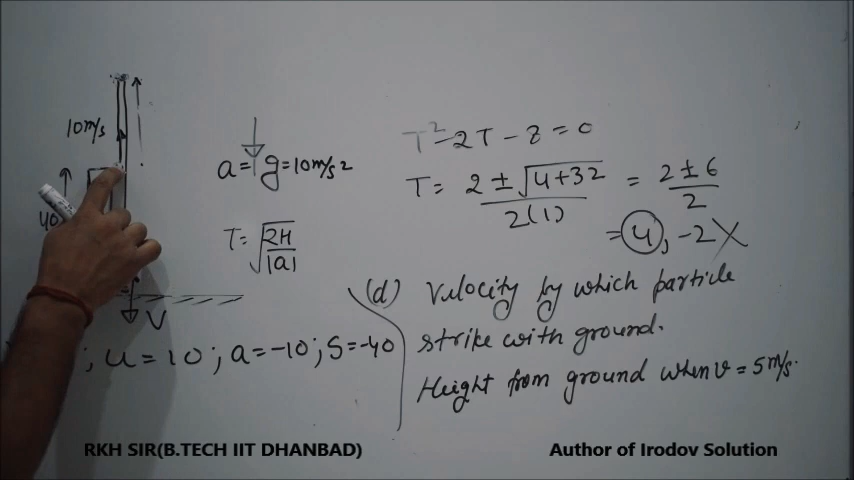 10m/s
40
a = g = 10m/s2
T = √2H/|a|
V
; u = 10 ; a = -10 ; S = -40
T² - 2T - 8 = 0
T = 2 ± √4+32 / 2(1) = 2 ± 6 / 2
= 4, -2 X
(d) Velocity by which particle
strike with ground.
Height from ground when v = 5m/s.
RKH SIR(B.TECH IIT DHANBAD)
Author of Irodov Solution